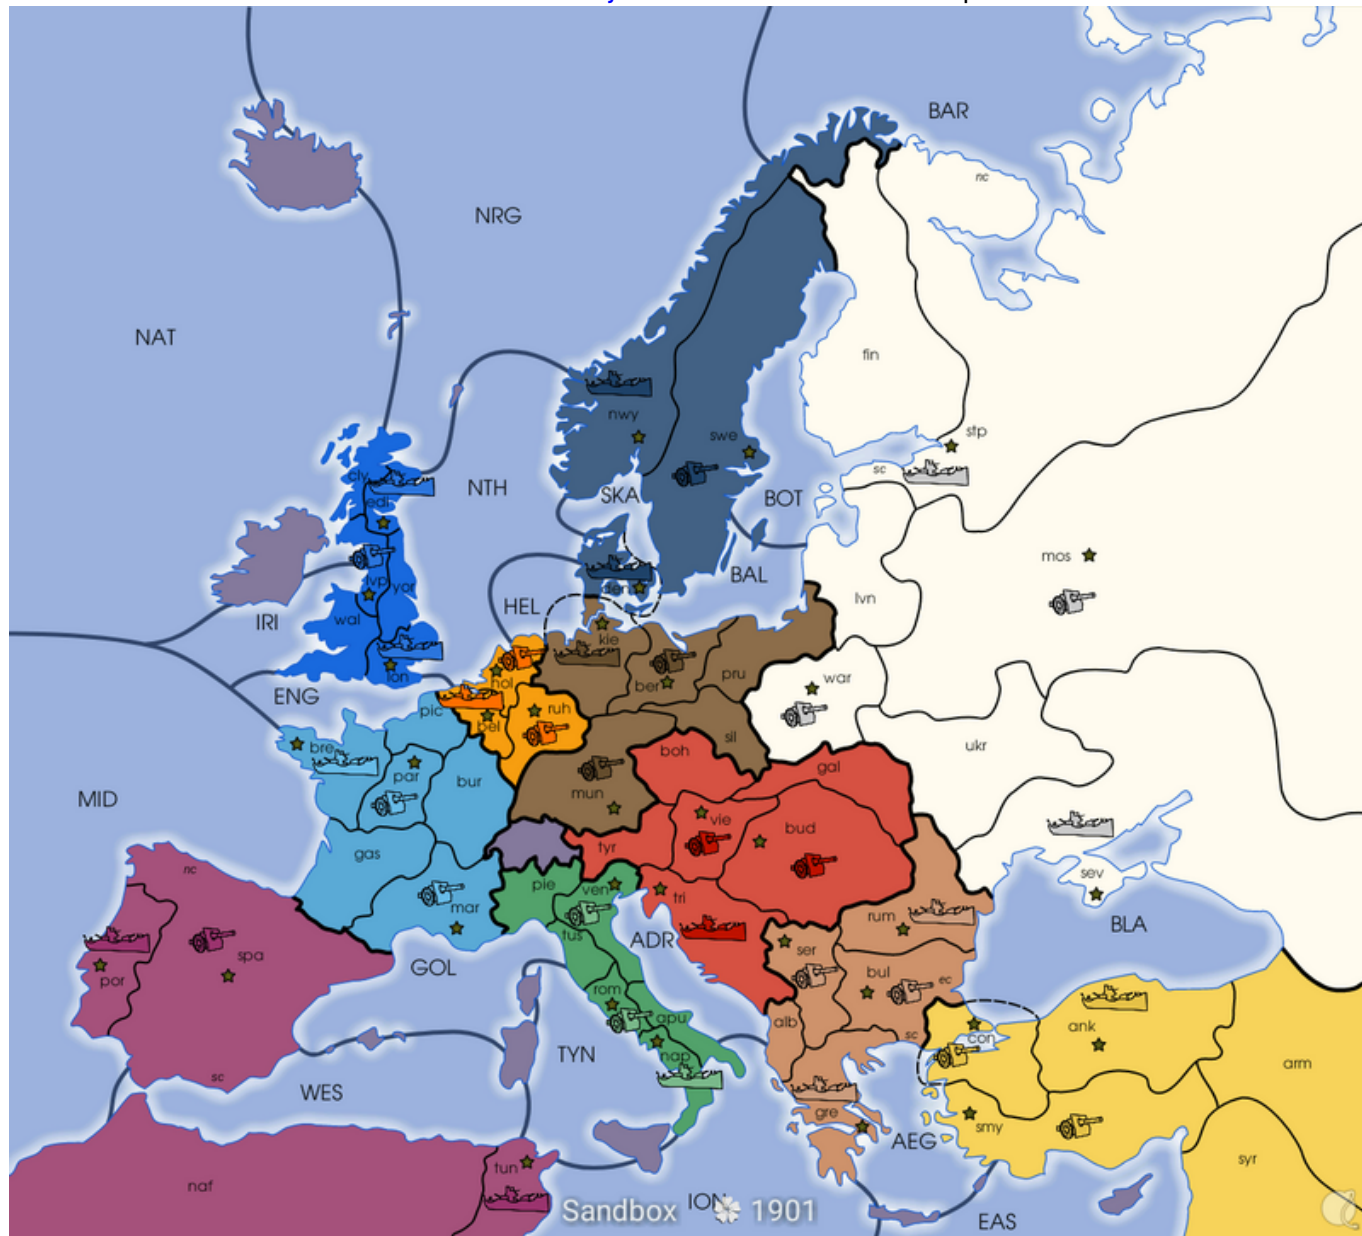 BAR
nc
NRG
NAT
fin
nwy
swe
stp
sc
cly
NTH
SKA
BOT
edi
mos
lvp
yor
den
BAL
lvn
HEL
IRI
wal
kie
lon
hol
ber
pru
war
ENG
pic
bel
ruh
sil
bre
boh
ukr
par
bur
gal
MID
mun
vie
bud
gas
tyr
nc
pie
ven
sev
mar
tri
rum
tus
ADR
BLA
spa
GOL
ser
por
bul
ec
rom
apu
alb
ank
con
sc
nap
TYN
arm
sc
WES
gre
smy
AEG
syr
tun
naf
ION
Sandbox 1901
EAS